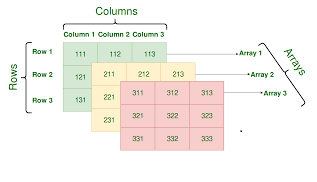 Columns
Column 1 Column 2 Column 3
Rows
Row 1
Row 2
Row 3
111 112 113
121
131
211 212 213
221
231
311 312 313
321 322 323
331 332 333
Array 1
Array 2
Array 3
Arrays